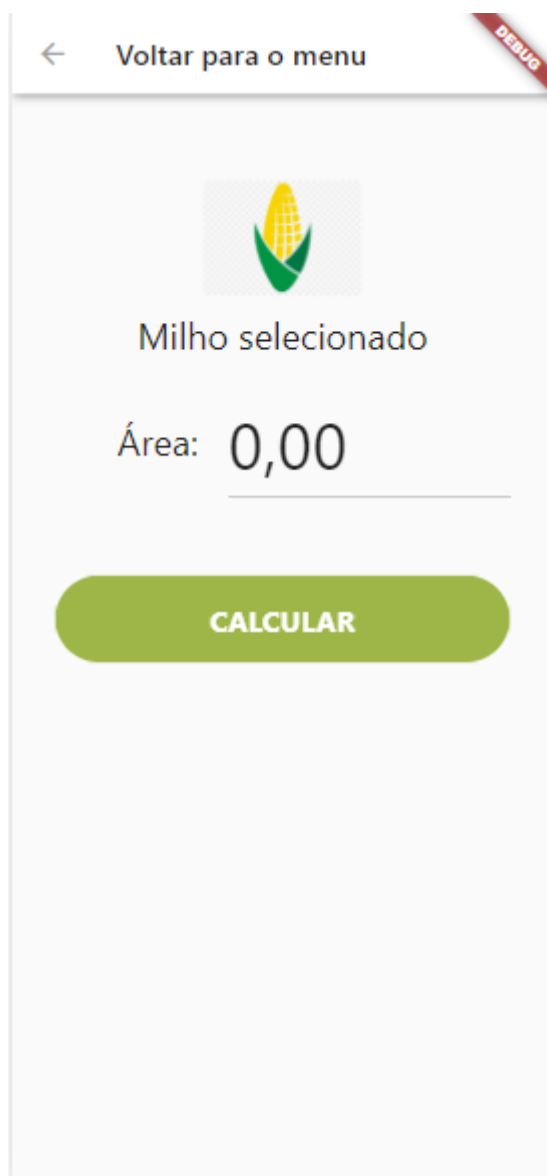 Voltar para o menu
DEBUG
Milho selecionado
Área: 0,00
CALCULAR